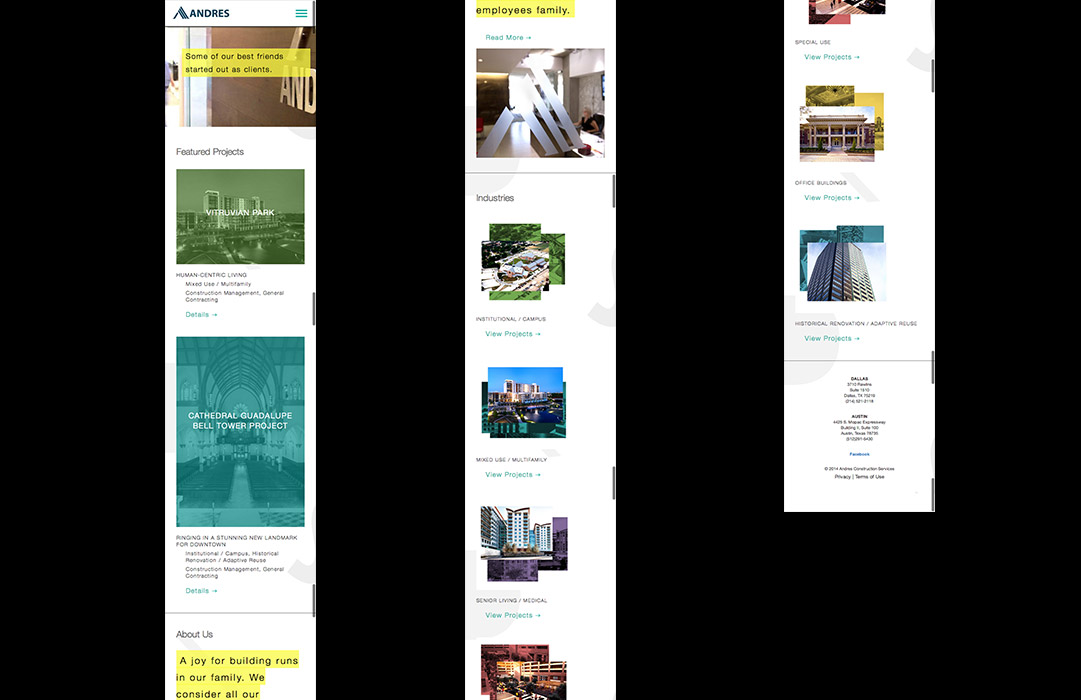 ANDRES
Some of our best friends
started out as clients.
AND
Featured Projects
VITRUVIAN PARK
HUMAN-CENTRIC LIVING
Mixed Use / Multifamily
Construction Management, General
Contracting
Details →
CATHEDRAL GUADALUPE
BELL TOWER PROJECT
RINGING IN A STUNNING NEW LANDMARK
FOR DOWNTOWN
Institutional / Campus, Historical
Renovation / Adaptive Reuse
Construction Management, General
Contracting
Details →
About Us
A joy for building runs
in our family. We
consider all our
employees family.
Read More →
Industries
INSTITUTIONAL / CAMPUS
View Projects →
MIXED USE / MULTIFAMILY
View Projects →
SENIOR LIVING / MEDICAL
View Projects →
SPECIAL USE
View Projects →
OFFICE BUILDINGS
View Projects →
HISTORICAL RENOVATION / ADAPTIVE REUSE
View Projects →
DALLAS
3710 Rawlins
Suite 1510
Dallas, TX 75219
(214) 521-2118
AUSTIN
4425 S. Mopac Expressway
Building V, Suite 100
Austin, Texas 78735
Facebook
© 2014 Andres Construction Services
Privacy | Terms of Use